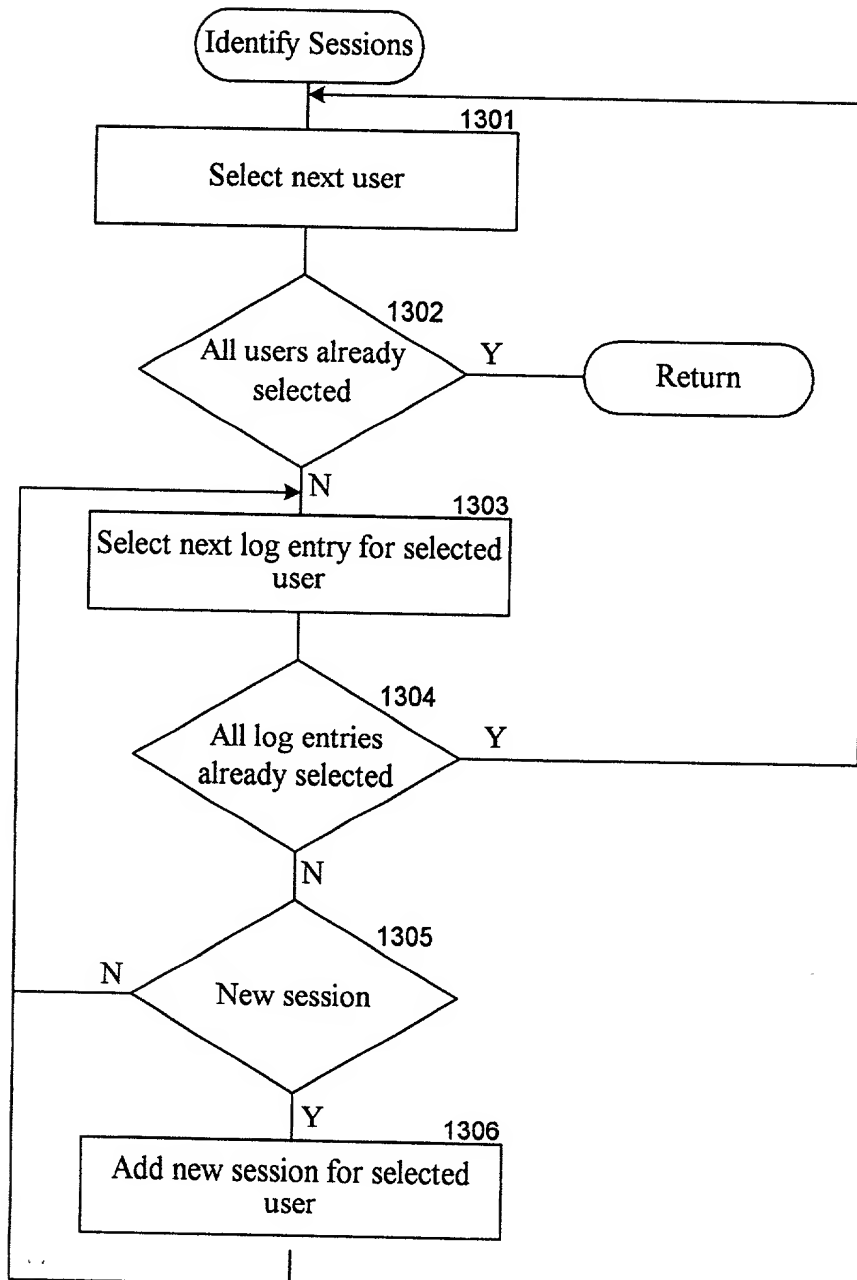 Identify Sessions
1301
Select next user
1302
All users already
selected
Y
Return
N
1303
Select next log entry for selected
user
1304
All log entries
already selected
Y
N
1305
N
New session
Y
1306
Add new session for selected
user